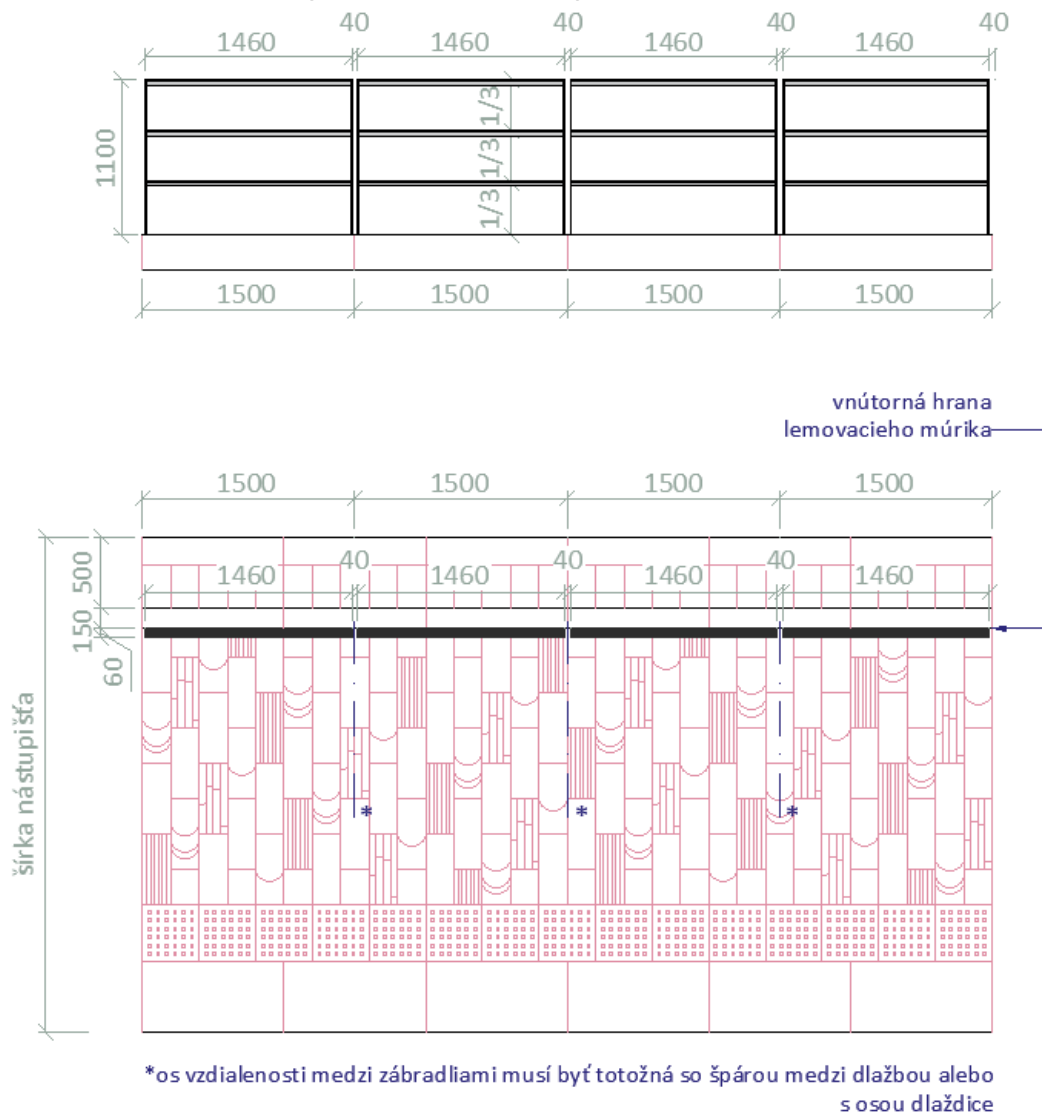 40 40 40 40
1460 1460 1460 1460
1100
1/3
1/3
1/3
1500 1500 1500 1500
vnútorná hrana
lemovacieho múrika
1500 1500 1500 1500
40 40 40
1460 1460 1460 1460
500
150
60
šírka nástupišťa
* * *
*os vzdialenosti medzi zábradliami musí byť totožná so špárou medzi dlažbou alebo
s osou dlaždice